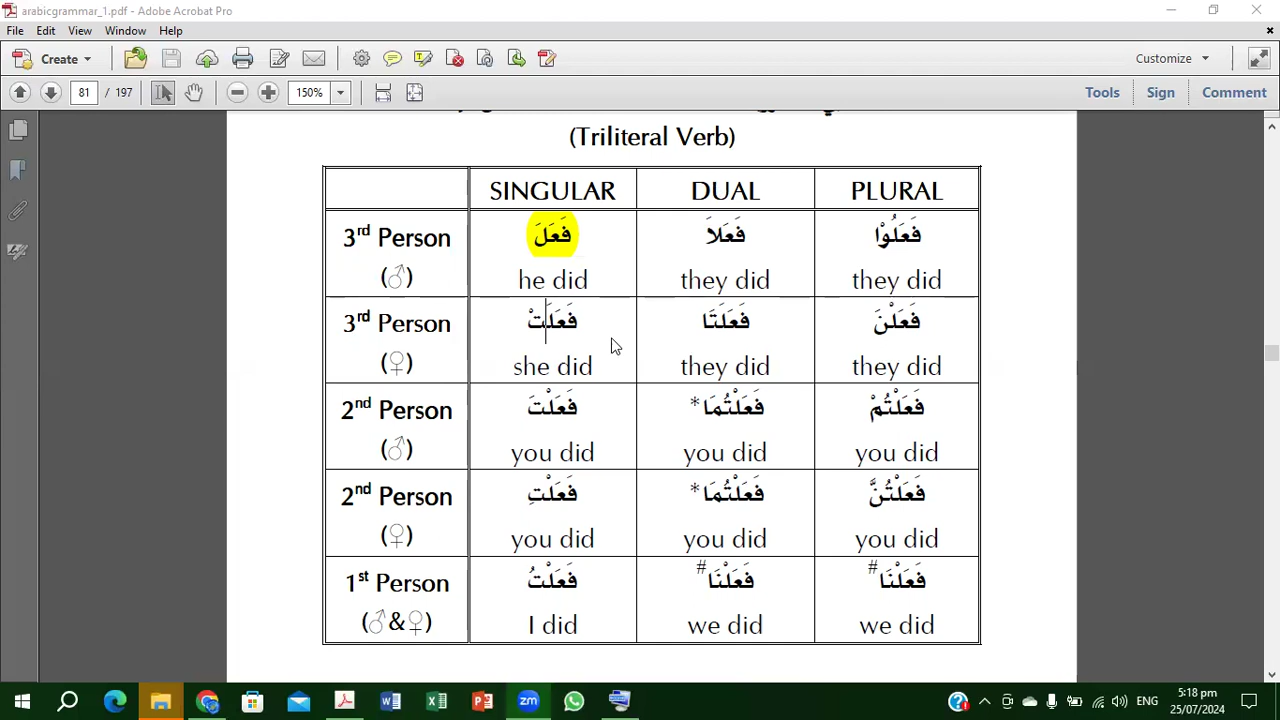 arabicgrammar_1.pdf - Adobe Acrobat Pro
File Edit View Window Help
Create Customize
81 / 197 150% Tools Sign Comment
(Triliteral Verb)
SINGULAR DUAL PLURAL
3rd Person فَعَلَ فَعَلاَ فَعَلُوْا
(♂) he did they did they did
3rd Person فَعَلَتْ فَعَلَتَا فَعَلْنَ
(♀) she did they did they did
2nd Person فَعَلْتَ فَعَلْتُمَا* فَعَلْتُمْ
(♂) you did you did you did
2nd Person فَعَلْتِ فَعَلْتُمَا* فَعَلْتُنَّ
(♀) you did you did you did
1st Person فَعَلْتُ فَعَلْنَا# فَعَلْنَا#
(♂&♀) I did we did we did
ENG 5:18 pm
25/07/2024